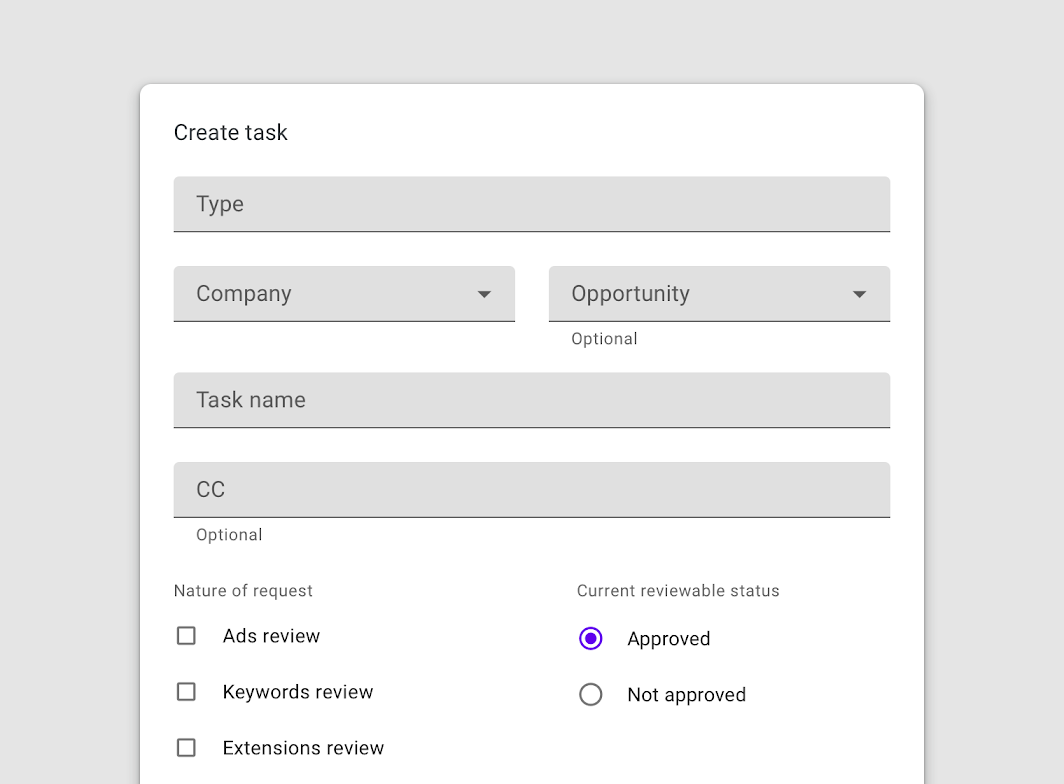 Create task
Type
Company
Opportunity
Optional
Task name
CC
Optional
Nature of request
Current reviewable status
Ads review
Approved
Keywords review
Not approved
Extensions review